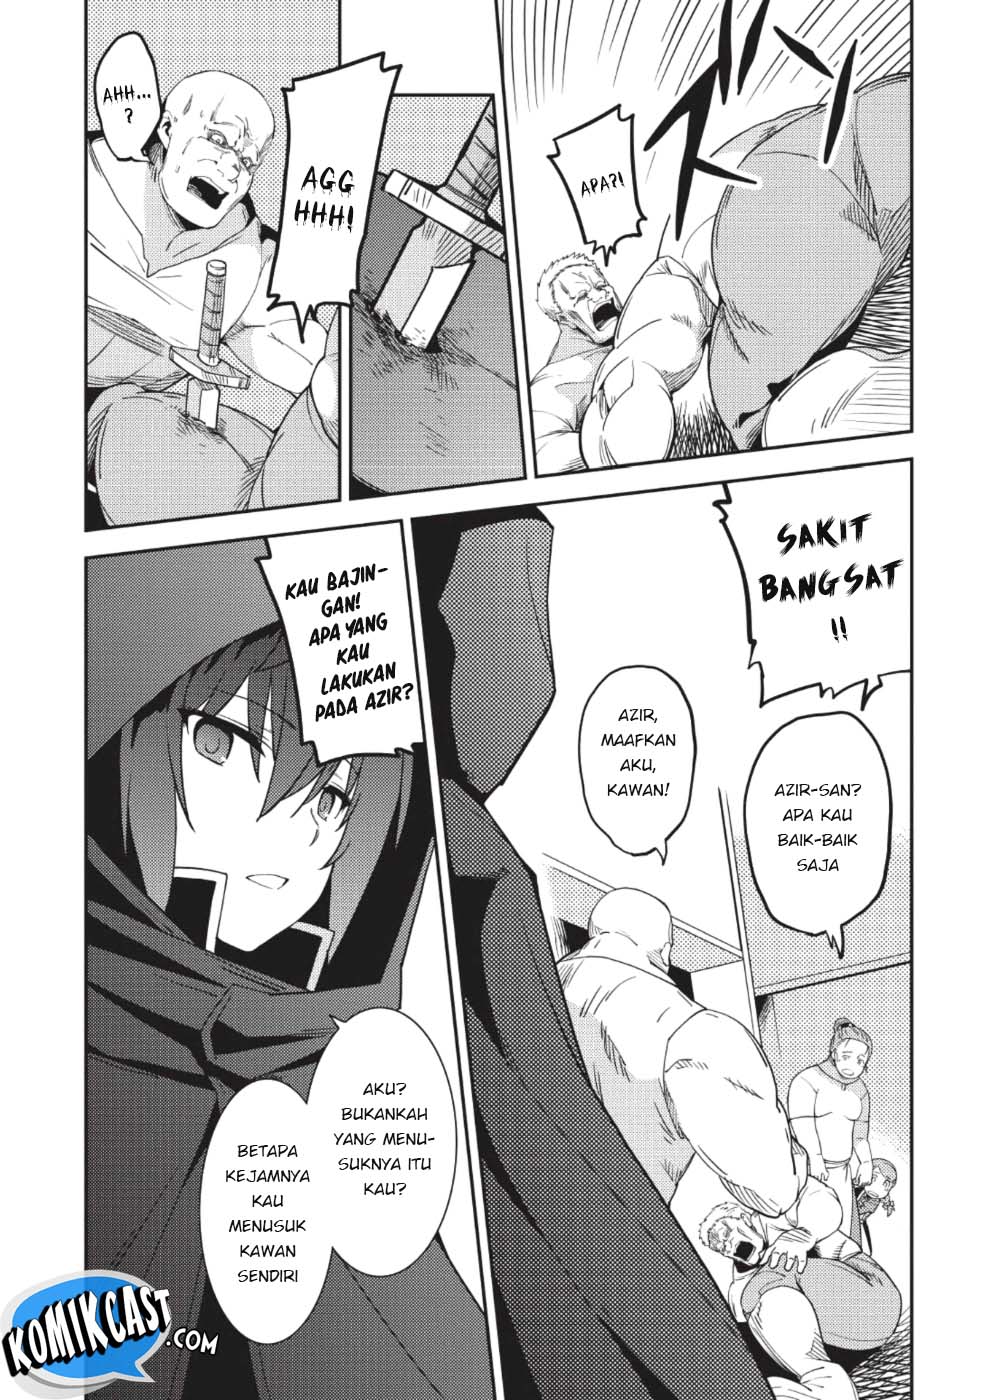 APA?!
AGG
HHH!
AHH...
?
SAKIT
BANGSAT
!!
AZIR-SAN?
APA KAU
BAIK-BAIK
SAJA
AZIR,
MAAFKAN
AKU,
KAWAN!
KAU BAJIN-
GAN!
APA YANG
KAU
LAKUKAN
PADA AZIR?
AKU?
BUKANKAH
YANG MENU-
SUKNYA ITU
KAU?
BETAPA
KEJAMNYA
KAU
MENUSUK
KAWAN
SENDIRI
KOMIKCAST.COM